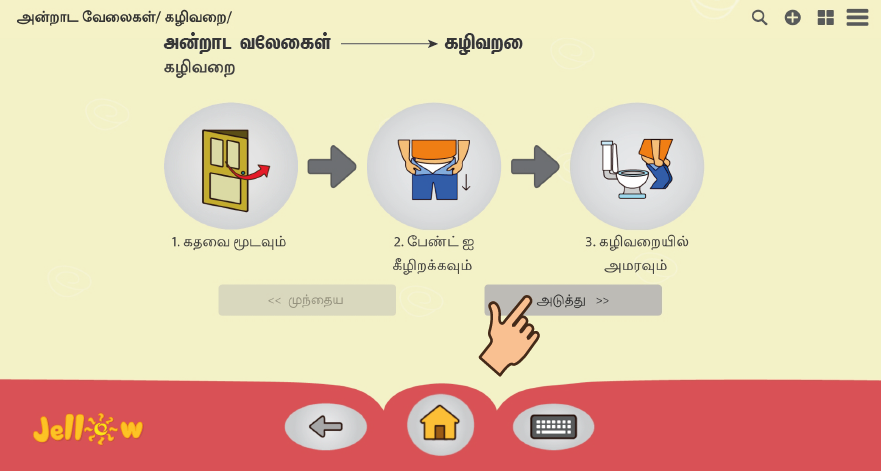 அன்றாட வேலைகள்/ கழிவறை/
அன்றாட வேலைகள் கழிவறை
கழிவறை
1. கதவை மூடவும்
2. பேண்ட் ஐ
கீழிறக்கவும்
3. கழிவறையில்
அமரவும்
<< முந்தைய
அடுத்து >>
Jellow